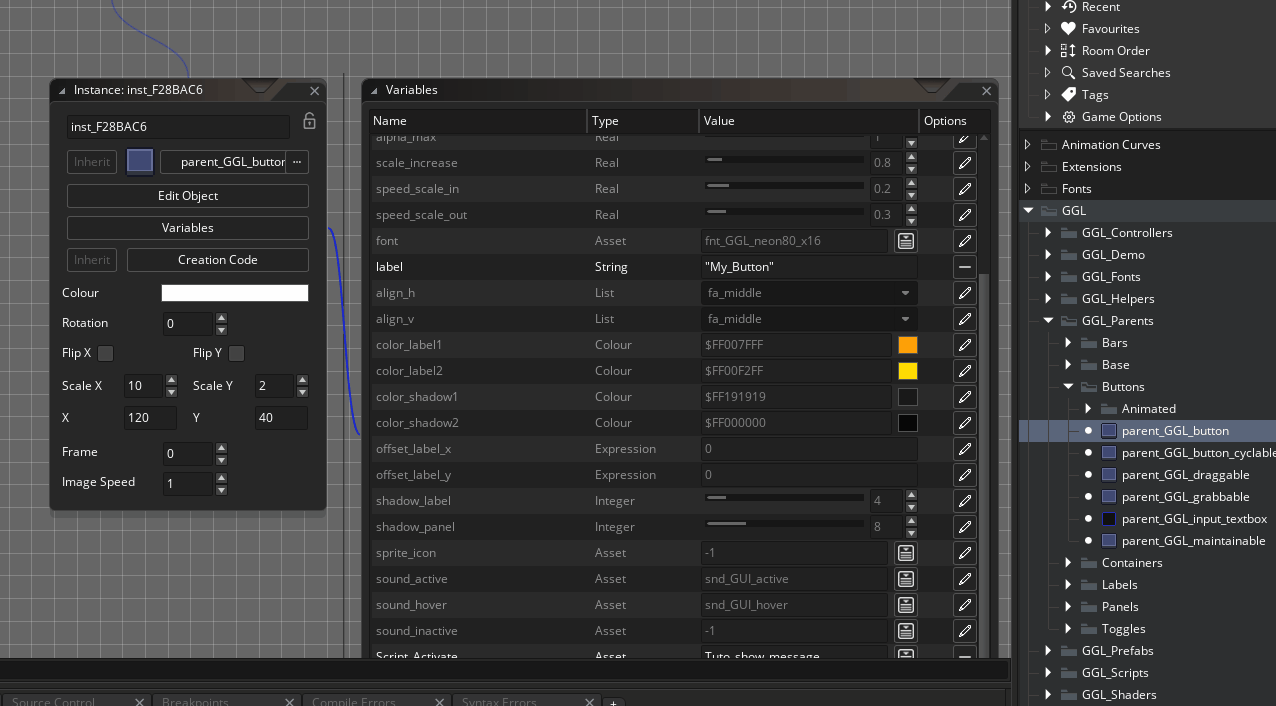 Instance: inst_F28BAC6
inst_F28BAC6
Inherit parent_GGL_button ...
Edit Object
Variables
Inherit Creation Code
Colour
Rotation 0
Flip X Flip Y
Scale X 10 Scale Y 2
X 120 Y 40
Frame 0
Image Speed 1
Variables
Name Type Value Options
alpha_max Real 1
scale_increase Real 0.8
speed_scale_in Real 0.2
speed_scale_out Real 0.3
font Asset fnt_GGL_neon80_x16
label String "My_Button"
align_h List fa_middle
align_v List fa_middle
color_label1 Colour $FF007FFF
color_label2 Colour $FF00F2FF
color_shadow1 Colour $FF191919
color_shadow2 Colour $FF000000
offset_label_x Expression 0
offset_label_y Expression 0
shadow_label Integer 4
shadow_panel Integer 8
sprite_icon Asset -1
sound_active Asset snd_GUI_active
sound_hover Asset snd_GUI_hover
sound_inactive Asset -1
Script_Activate Asset Tuto_show_message
Recent
Favourites
Room Order
Saved Searches
Tags
Game Options
Animation Curves
Extensions
Fonts
GGL
GGL_Controllers
GGL_Demo
GGL_Fonts
GGL_Helpers
GGL_Parents
Bars
Base
Buttons
Animated
parent_GGL_button
parent_GGL_button_cyclable
parent_GGL_draggable
parent_GGL_grabbable
parent_GGL_input_textbox
parent_GGL_maintainable
Containers
Labels
Panels
Toggles
GGL_Prefabs
GGL_Scripts
GGL_Shaders
Source Control Breakpoints Compile Errors Syntax Errors +